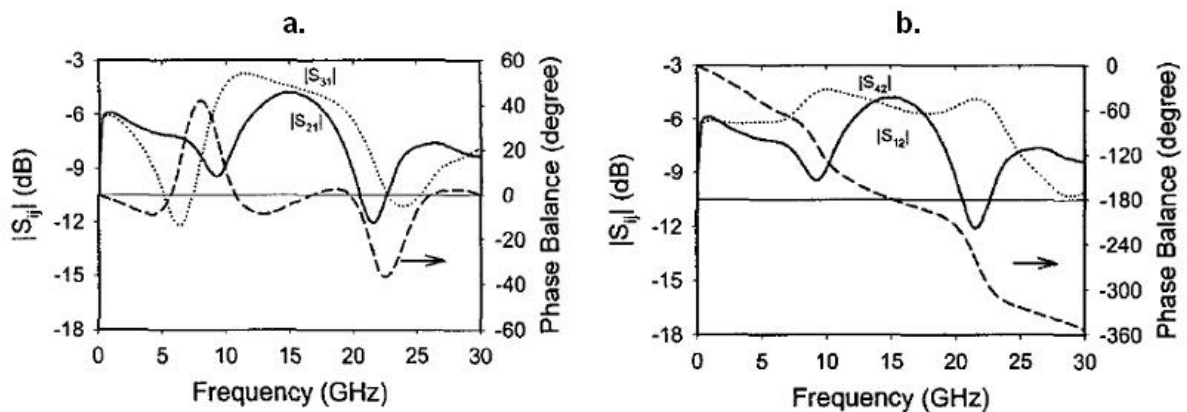 a.
|S_ij| (dB)
-3
-6
-9
-12
-15
-18
|S31|
|S21|
60
40
20
0
-20
-40
-60
Phase Balance (degree)
0 5 10 15 20 25 30
Frequency (GHz)
b.
|S_ij| (dB)
-3
-6
-9
-12
-15
-18
|S42|
|S12|
0
-60
-120
-180
-240
-300
-360
Phase Balance (degree)
0 5 10 15 20 25 30
Frequency (GHz)